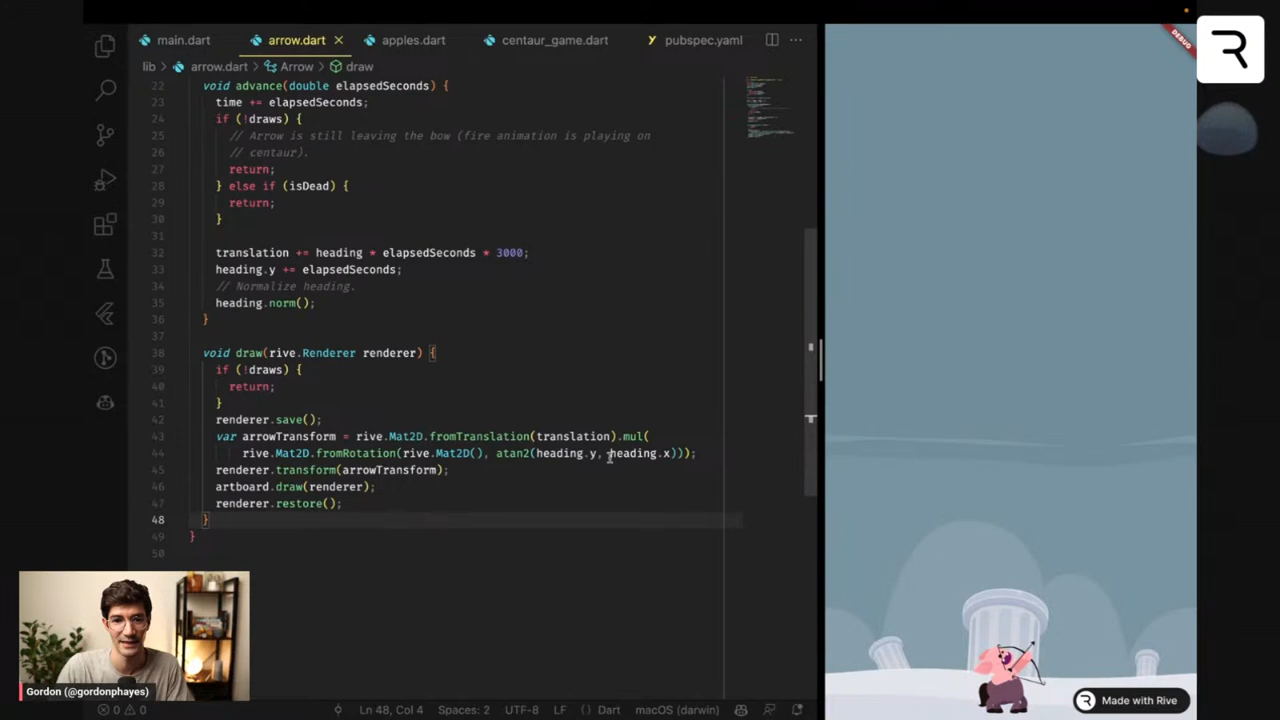 main.dart
arrow.dart
apples.dart
centaur_game.dart
pubspec.yaml
lib > arrow.dart > Arrow > draw
22 void advance(double elapsedSeconds) {
23 time += elapsedSeconds;
24 if (!draws) {
25 // Arrow is still leaving the bow (fire animation is playing on
26 // centaur).
27 return;
28 } else if (isDead) {
29 return;
30 }
31
32 translation += heading * elapsedSeconds * 3000;
33 heading.y += elapsedSeconds;
34 // Normalize heading.
35 heading.norm();
36 }
37
38 void draw(rive.Renderer renderer) {
39 if (!draws) {
40 return;
41 }
42 renderer.save();
43 var arrowTransform = rive.Mat2D.fromTranslation(translation).mul(
44 rive.Mat2D.fromRotation(rive.Mat2D(), atan2(heading.y, heading.x)));
45 renderer.transform(arrowTransform);
46 artboard.draw(renderer);
47 renderer.restore();
48 }
49 }
50
DEBUG
Made with Rive
Gordon (@gordonphayes)
0 0
Ln 48, Col 4
Spaces: 2
UTF-8
LF
{ } Dart
macOS (darwin)